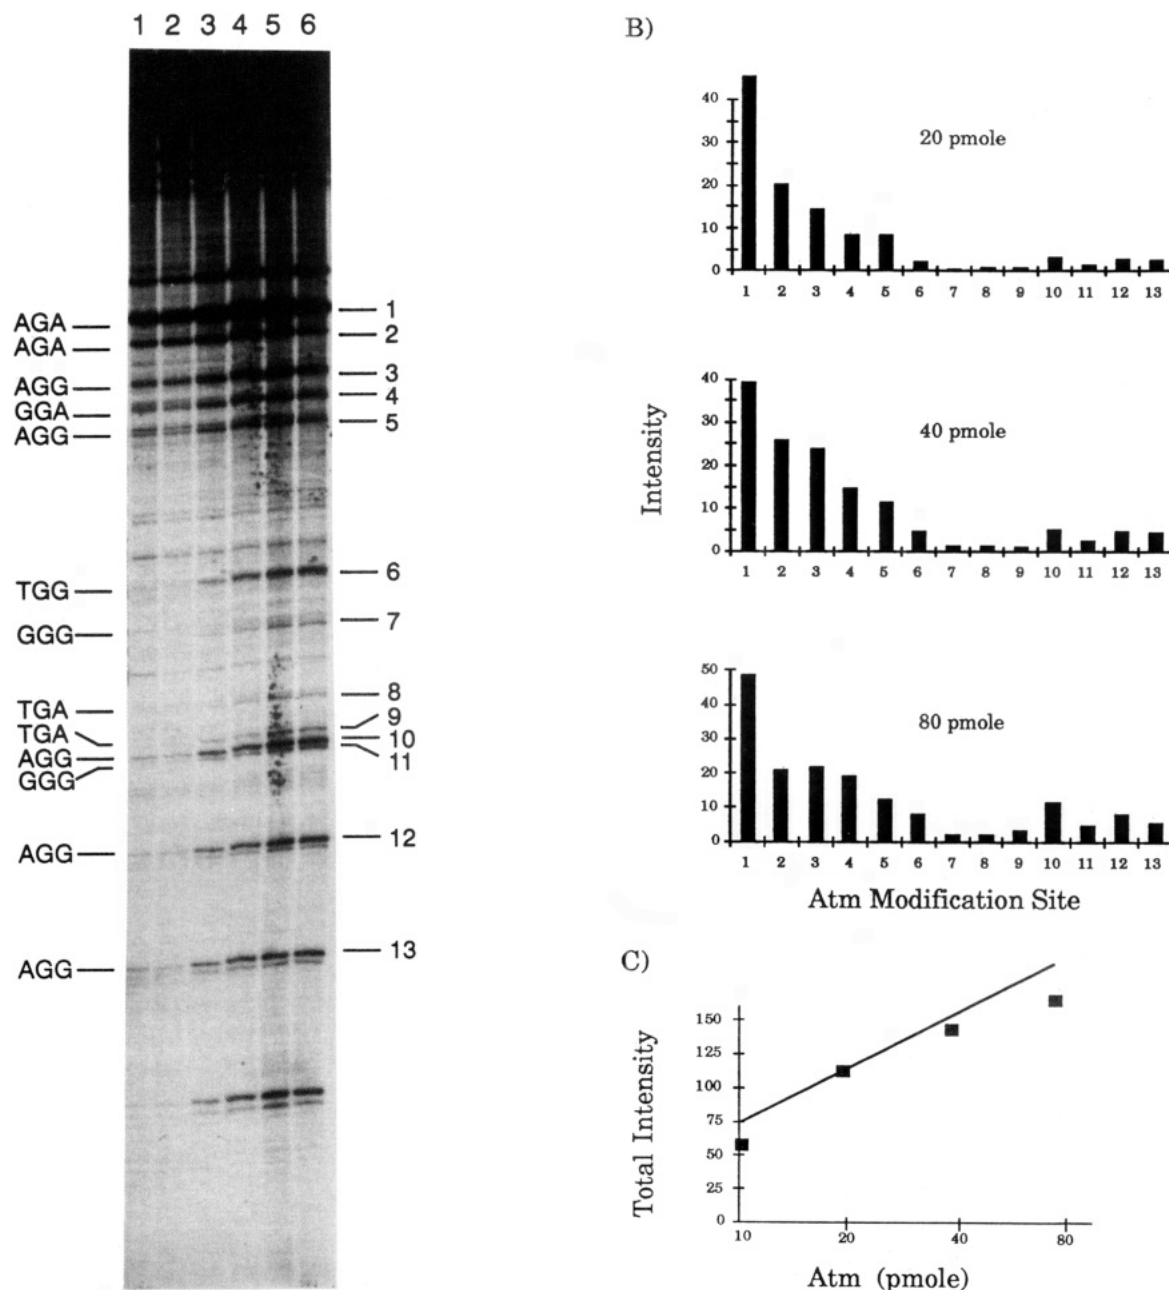 1 2 3 4 5 6
AGA
AGA
AGG
GGA
AGG
TGG
GGG
TGA
TGA
AGG
GGG
AGG
AGG
1
2
3
4
5
6
7
8
9
10
11
12
13
B)
20 pmole
40
30
20
10
0
1 2 3 4 5 6 7 8 9 10 11 12 13
Intensity
40 pmole
40
30
20
10
0
1 2 3 4 5 6 7 8 9 10 11 12 13
80 pmole
50
40
30
20
10
0
1 2 3 4 5 6 7 8 9 10 11 12 13
Atm Modification Site
C)
Total Intensity
150
125
100
75
50
25
0
10 20 40 80
Atm (pmole)